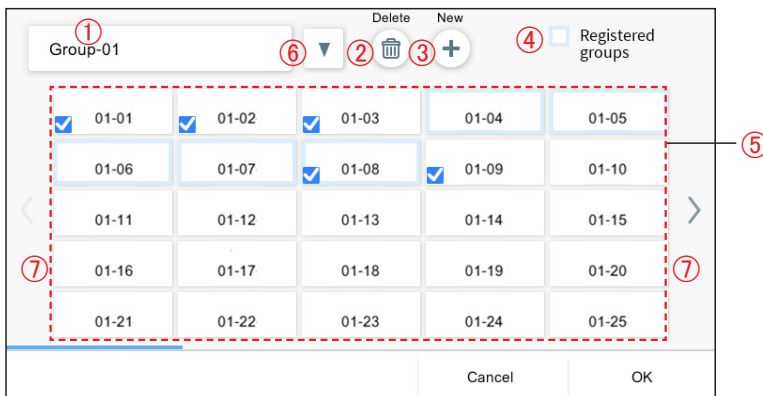 Delete New
①
Group-01
⑥
②
③
④
Registered
groups
01-01 01-02 01-03 01-04 01-05
⑤
01-06 01-07 01-08 01-09 01-10
01-11 01-12 01-13 01-14 01-15
⑦ 01-16 01-17 01-18 01-19 01-20 ⑦
01-21 01-22 01-23 01-24 01-25
Cancel OK